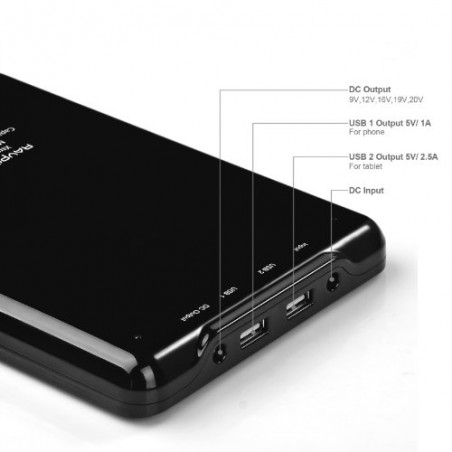 DC Output
9V,12V,16V,19V,20V
USB 1 Output 5V/ 1A
For phone
USB 2 Output 5V/ 2.5A
For tablet
DC Input
Input
USB 2
USB 1
DC Output